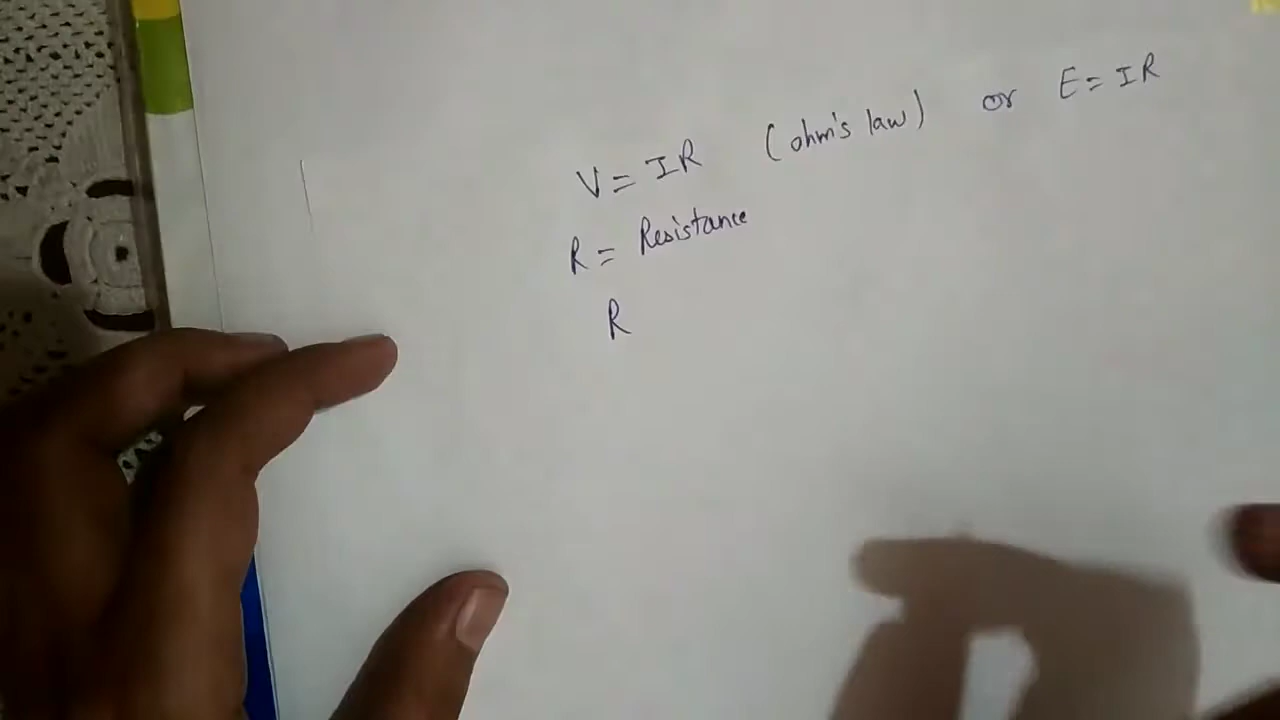 V = IR (ohm's law) or E = IR
R = Resistance
R